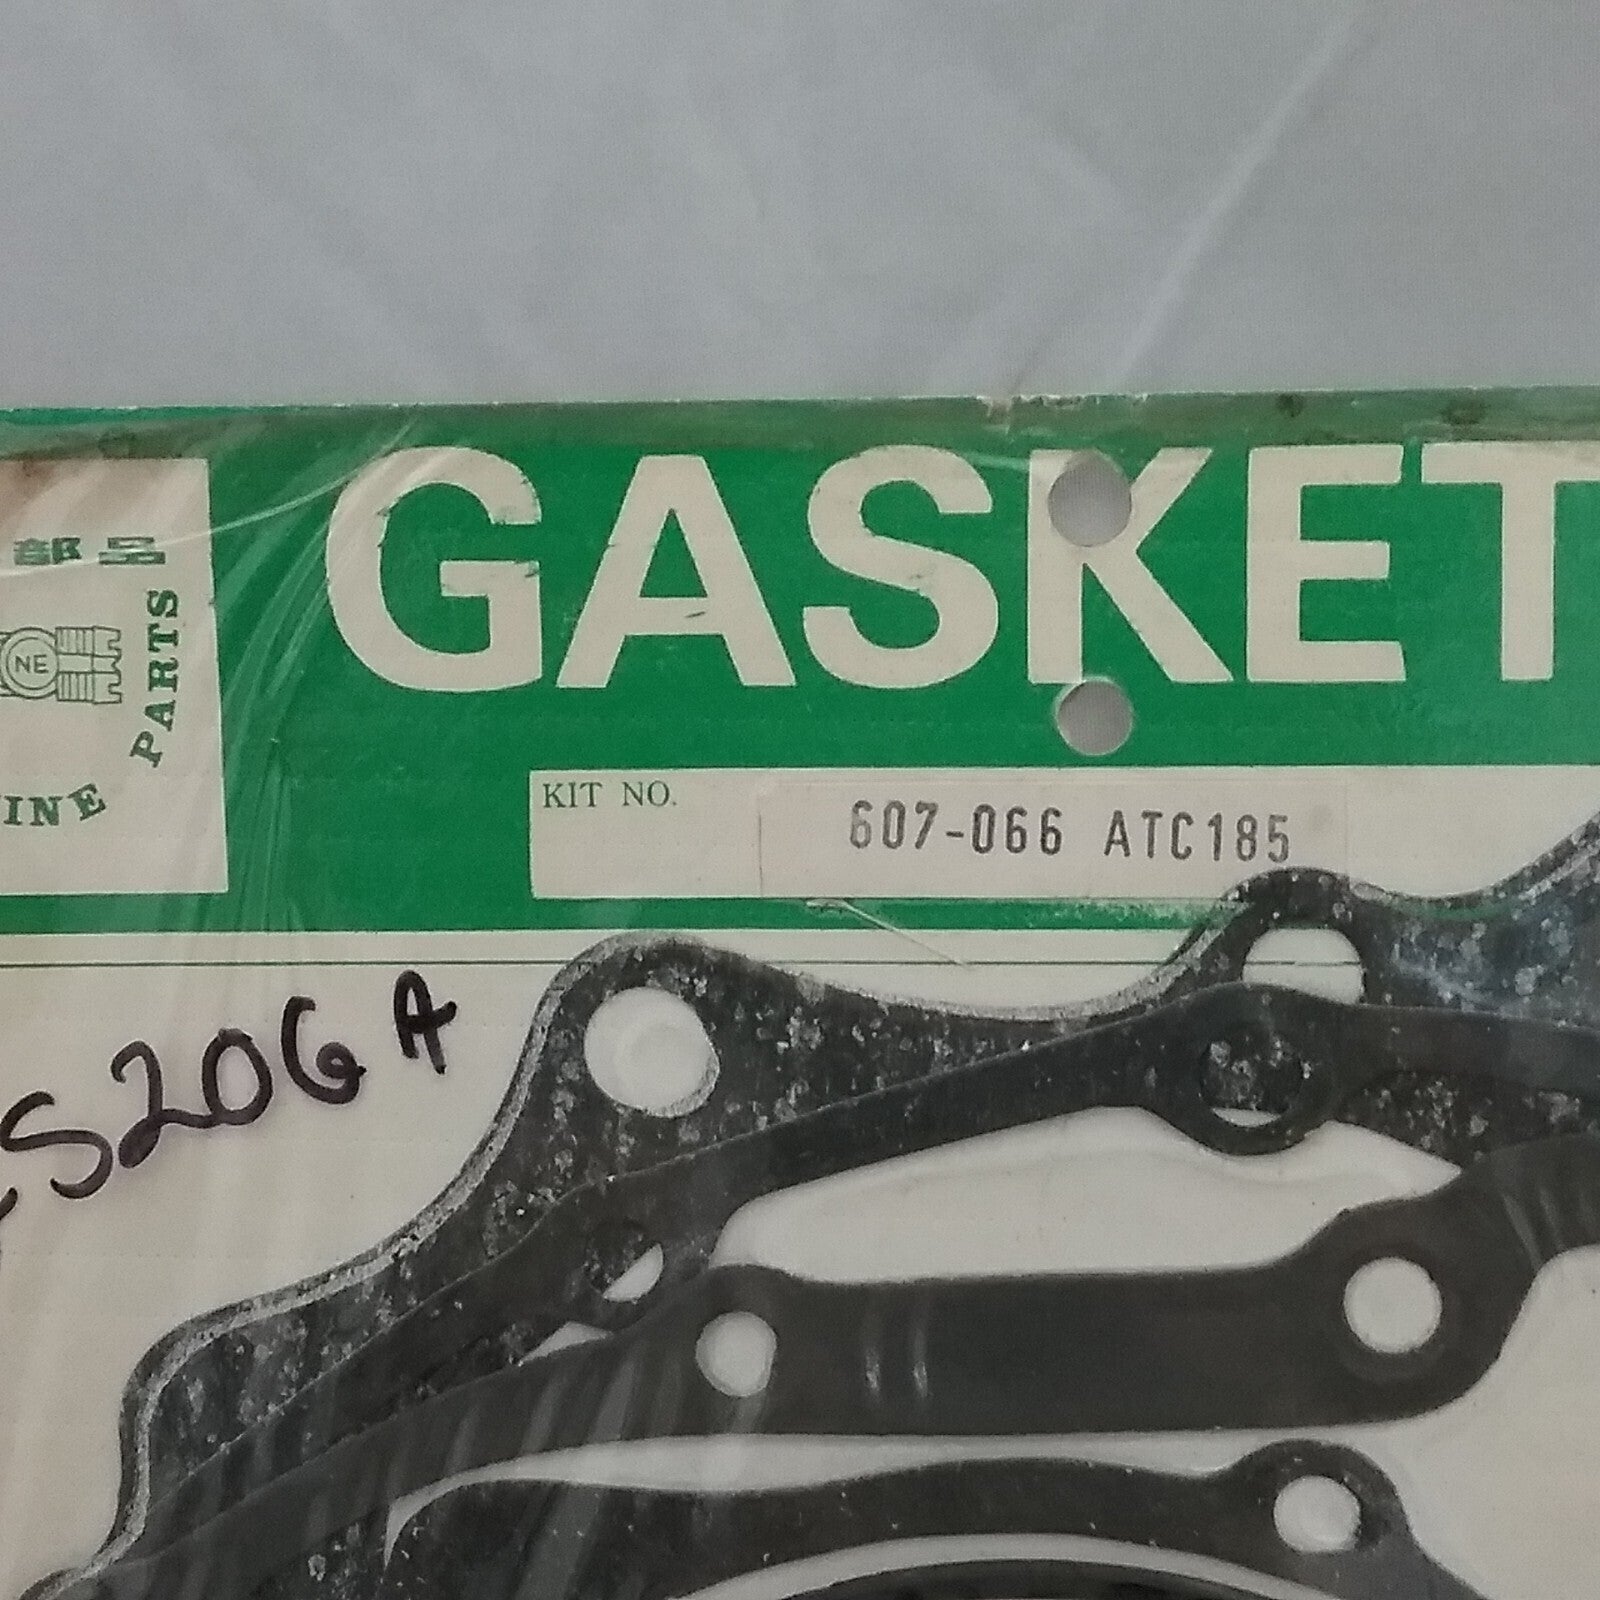 GASKET
部品
NE
PARTS
INE
KIT NO.
607-066 ATC185
S206A